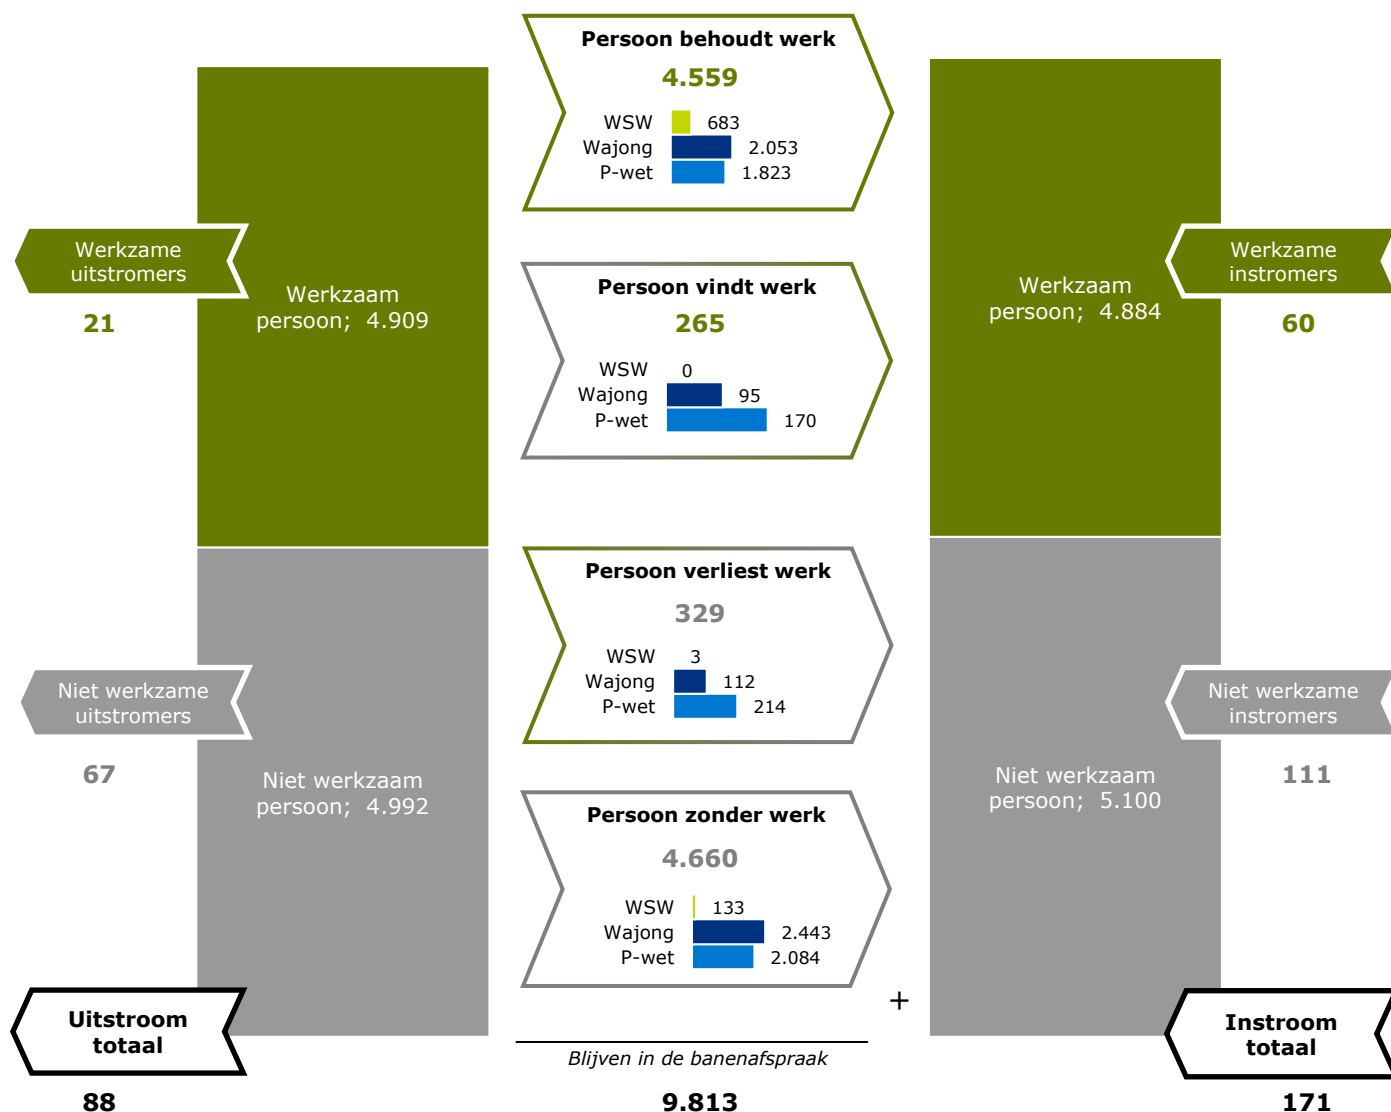 Persoon behoudt werk
4.559
WSW 683
Wajong 2.053
P-wet 1.823
Werkzame
uitstromers
21
Werkzaam
persoon; 4.909
Persoon vindt werk
265
WSW 0
Wajong 95
P-wet 170
Werkzaam
persoon; 4.884
Werkzame
instromers
60
Persoon verliest werk
329
WSW 3
Wajong 112
P-wet 214
Niet werkzame
uitstromers
67
Niet werkzaam
persoon; 4.992
Persoon zonder werk
4.660
WSW 133
Wajong 2.443
P-wet 2.084
Niet werkzaam
persoon; 5.100
Niet werkzame
instromers
111
+
Uitstroom
totaal
88
Blijven in de banenafspraak
9.813
Instroom
totaal
171